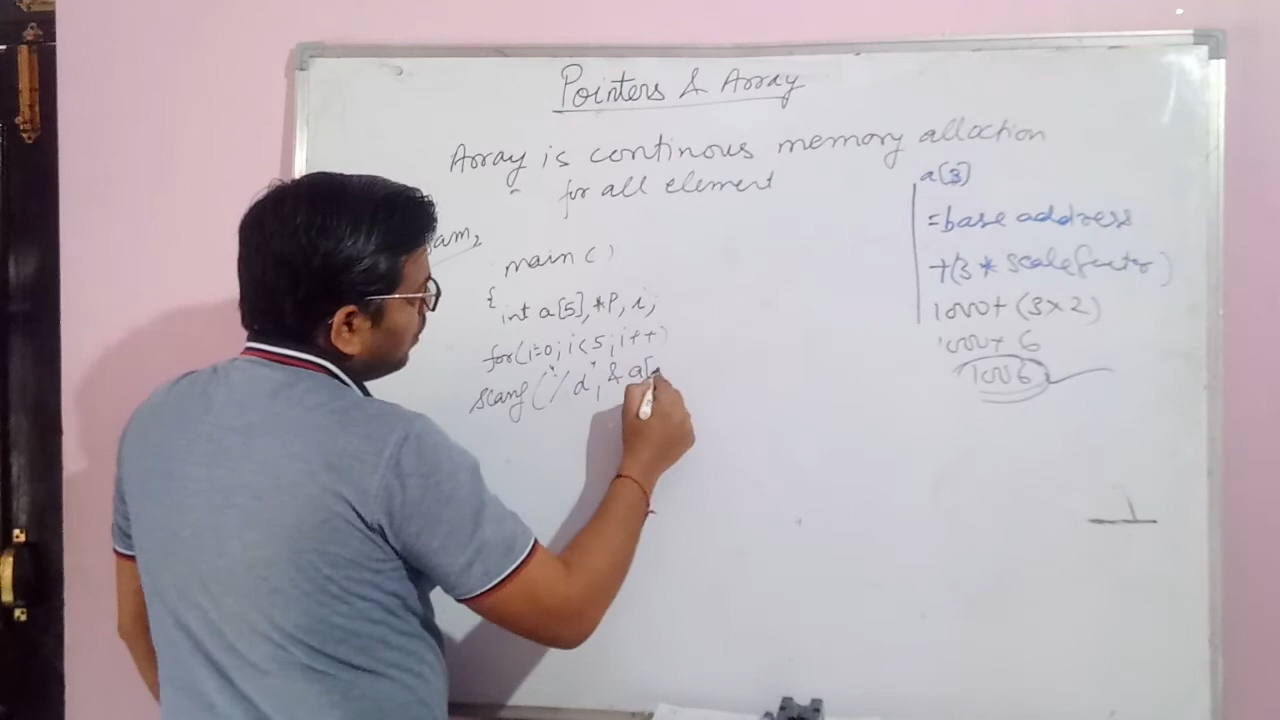 Pointers & Array
Array is continous memory alloction
for all element
main ( )
{
int a[5], *P, i;
for(i=0; i<5; i++)
scanf ("% d", & a[
a[3]
=base address
+(3 * scale factor)
1000+ (3×2)
1000+ 6
1006